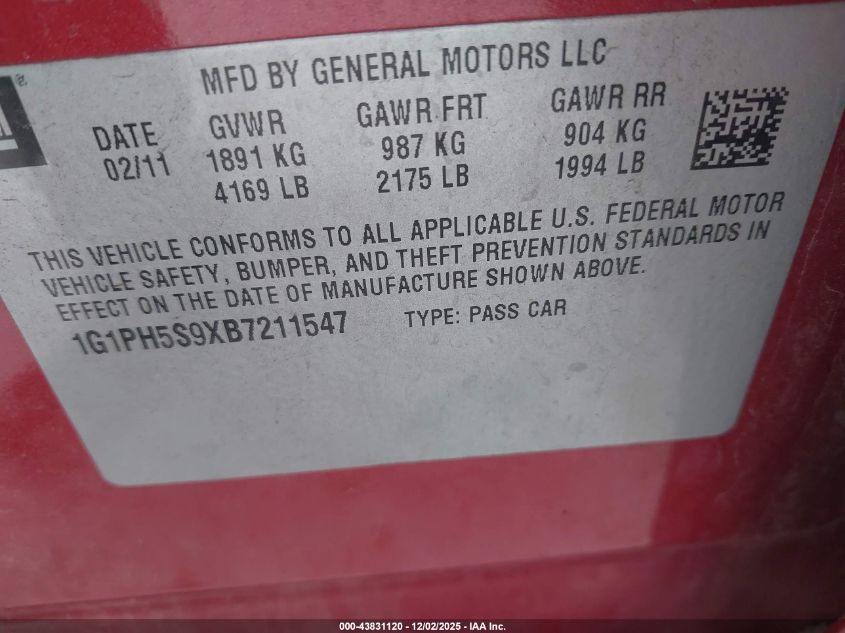 MFD BY GENERAL MOTORS LLC
DATE GVWR GAWR FRT GAWR RR
02/11 1891 KG 987 KG 904 KG
4169 LB 2175 LB 1994 LB
THIS VEHICLE CONFORMS TO ALL APPLICABLE U.S. FEDERAL MOTOR
VEHICLE SAFETY, BUMPER, AND THEFT PREVENTION STANDARDS IN
EFFECT ON THE DATE OF MANUFACTURE SHOWN ABOVE.
1G1PH5S9XB7211547 TYPE: PASS CAR
000-43831120 - 12/02/2025 - IAA Inc.